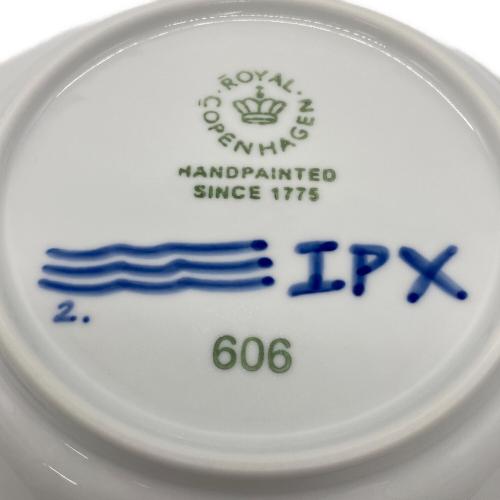 ROYAL
COPENHAGEN
HANDPAINTED
SINCE 1775
IPX
2.
606